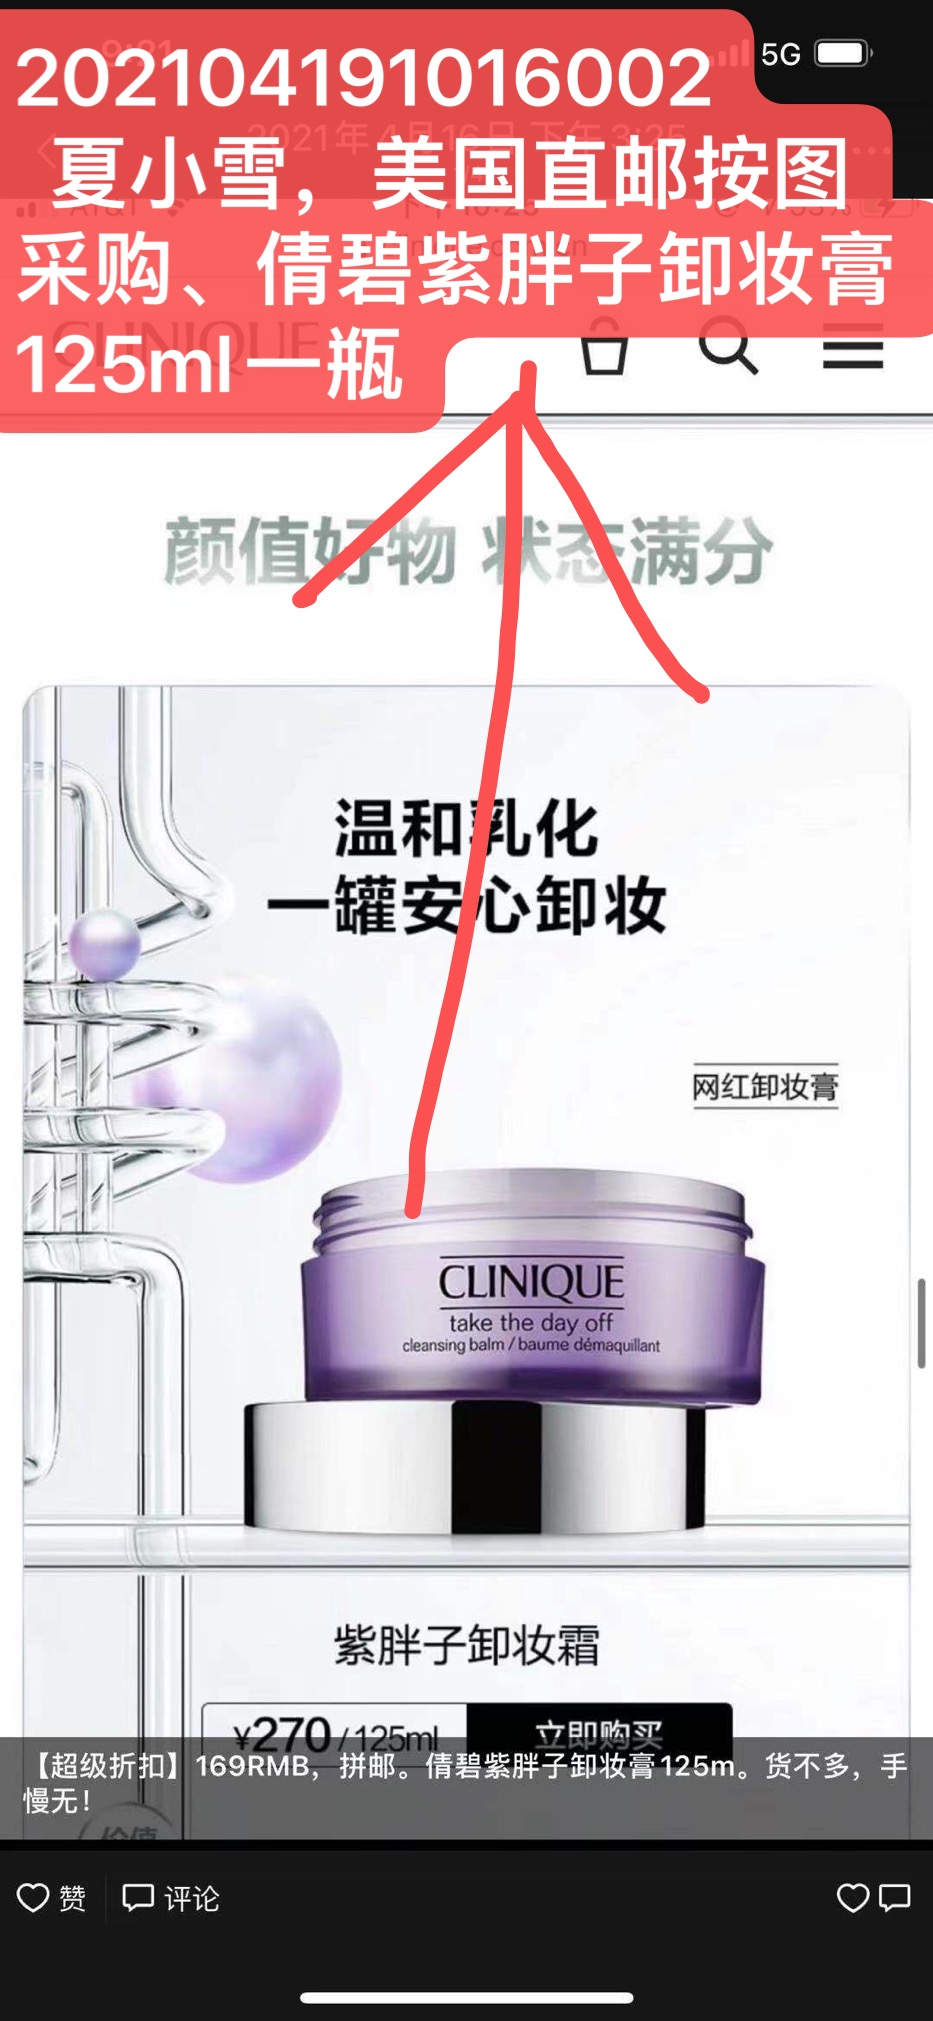 9:21
5G
202104191016002
夏小雪，美国直邮按图
采购、倩碧紫胖子卸妆膏
125ml一瓶
2021年4月16日 下午 3:25
CLINIQUE
颜值好物 状态满分
温和乳化
一罐安心卸妆
网红卸妆膏
CLINIQUE
take the day off
cleansing balm / baume démaquillant
紫胖子卸妆霜
¥270 / 125ml
立即购买
【超级折扣】169RMB，拼邮。倩碧紫胖子卸妆膏125m。货不多，手
慢无！
价值
赞
评论